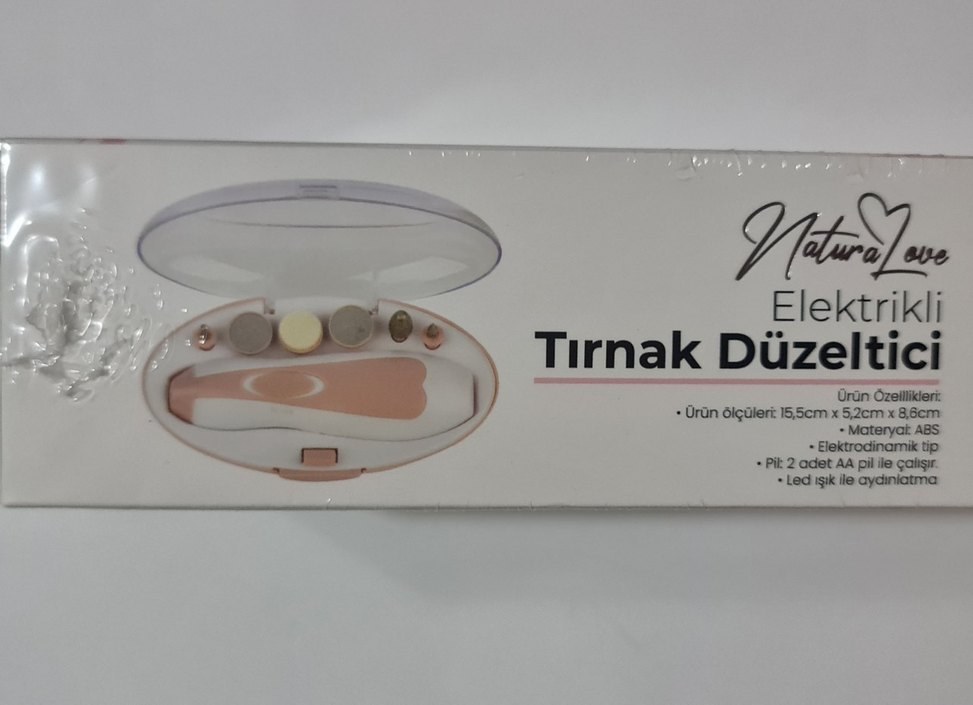 NaturaLove
Elektrikli
Tırnak Düzeltici
Ürün Özellikleri:
• Ürün ölçüleri: 15,5cm x 5,2cm x 8,6cm
• Materyal: ABS
• Elektrodinamik tip
• Pil: 2 adet AA pil ile çalışır.
• Led ışık ile aydınlatma